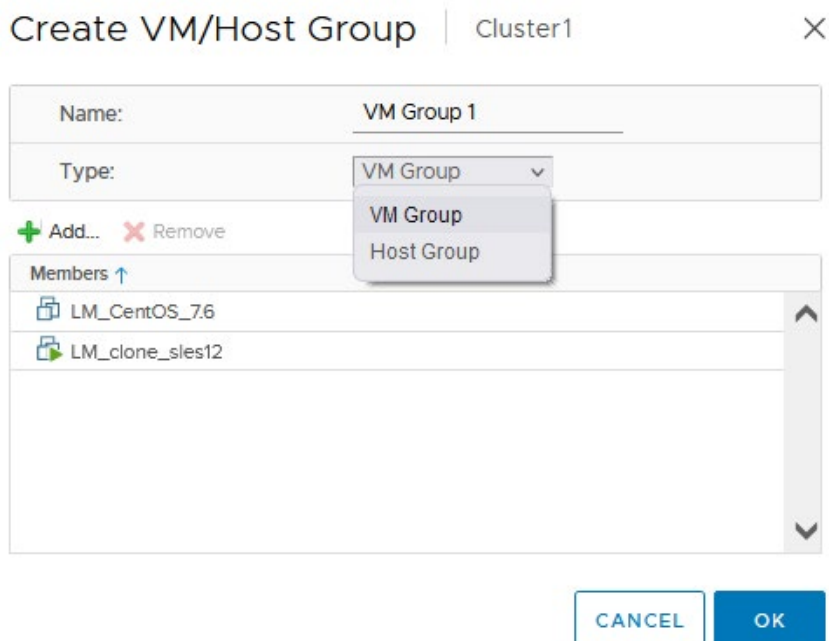 Create VM/Host Group Cluster1
Name: VM Group 1
Type: VM Group
VM Group
Host Group
Add... Remove
Members
LM_CentOS_7.6
LM_clone_sles12
CANCEL OK